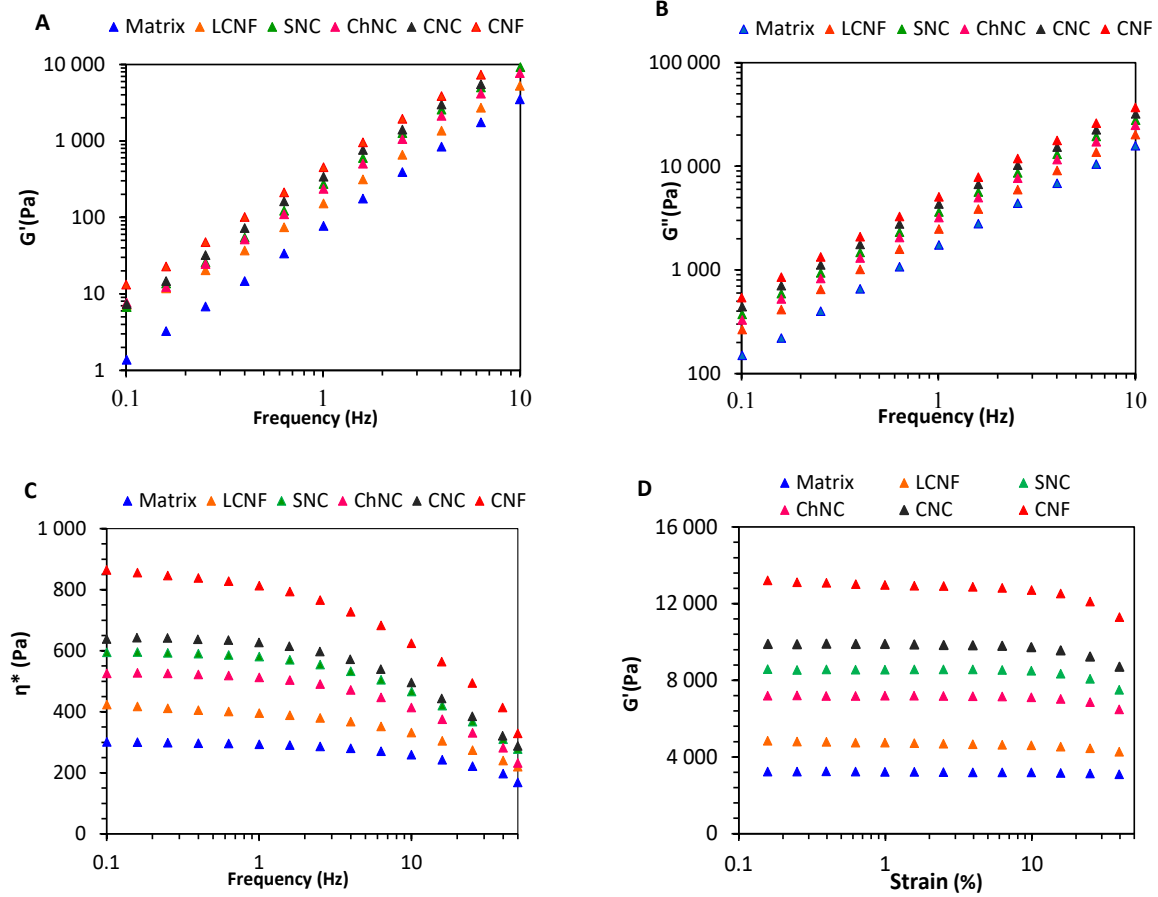 A
Matrix LCNF SNC ChNC CNC CNF
10 000
1 000
100
10
1
G'(Pa)
0.1 1 10
Frequency (Hz)
B
Matrix LCNF SNC ChNC CNC CNF
100 000
10 000
1 000
100
G"(Pa)
0.1 1 10
Frequency (Hz)
C
Matrix LCNF SNC ChNC CNC CNF
1 000
800
600
400
200
0
η* (Pa)
0.1 1 10
Frequency (Hz)
D
Matrix LCNF SNC
ChNC CNC CNF
16 000
12 000
8 000
4 000
0
G'(Pa)
0.1 1 10
Strain (%)